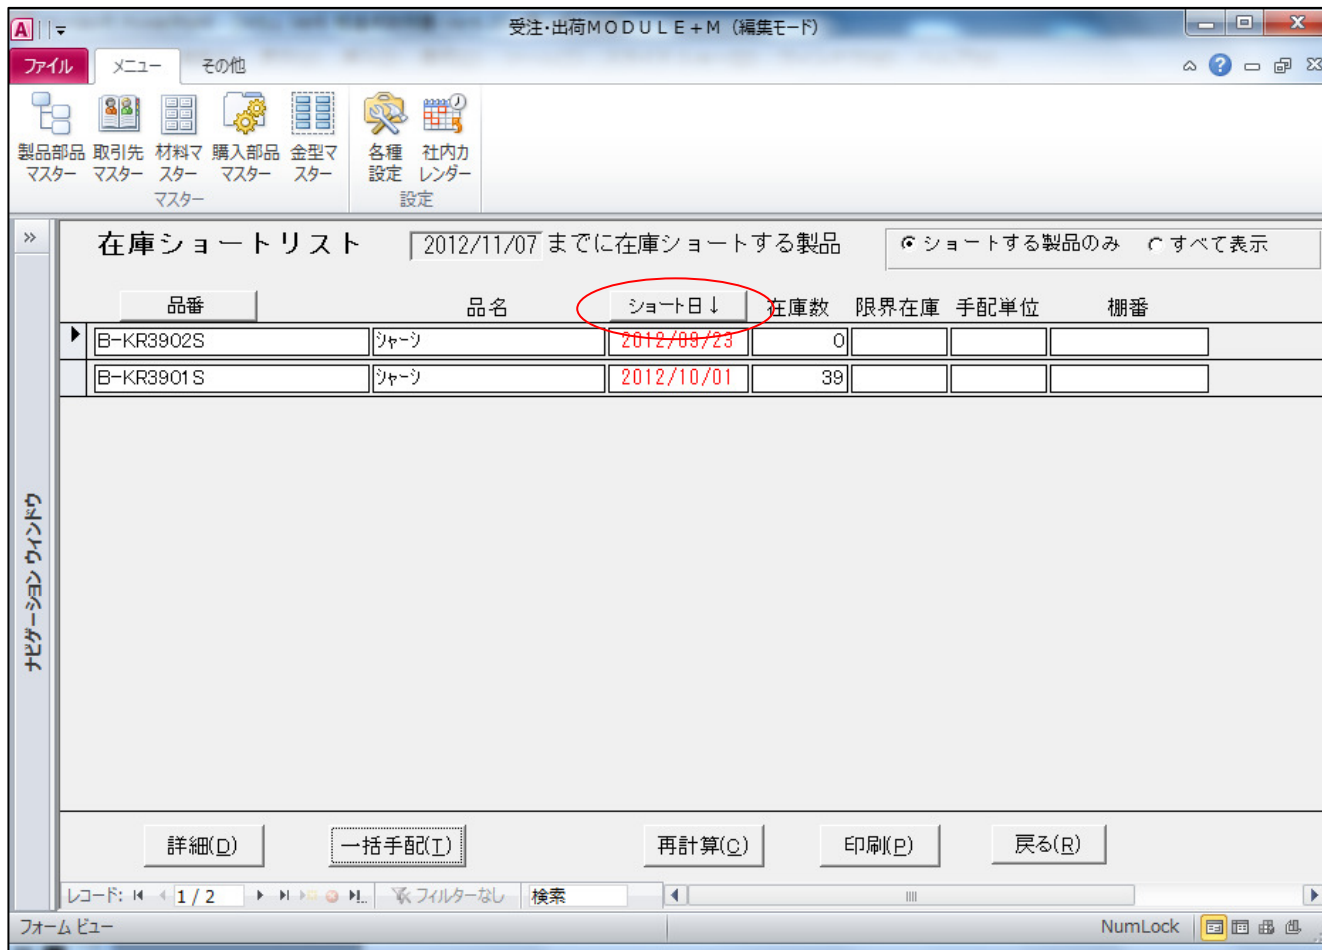 受注・出荷ＭＯＤＵＬＥ＋Ｍ（編集モード）
ファイル メニュー その他
製品部品マスター 取引先マスター 材料マスター 購入部品マスター 金型マスター 各種設定 社内カレンダー
マスター 設定
在庫ショートリスト 2012/11/07 までに在庫ショートする製品 ショートする製品のみ すべて表示
品番 品名 ショート日↓ 在庫数 限界在庫 手配単位 棚番
B-KR3902S ｼｬｰｼ 2012/09/23 0
B-KR3901S ｼｬｰｼ 2012/10/01 39
ナビゲーション ウィンドウ
詳細(D) 一括手配(T) 再計算(C) 印刷(P) 戻る(R)
レコード: 1 / 2 フィルターなし 検索
フォーム ビュー NumLock